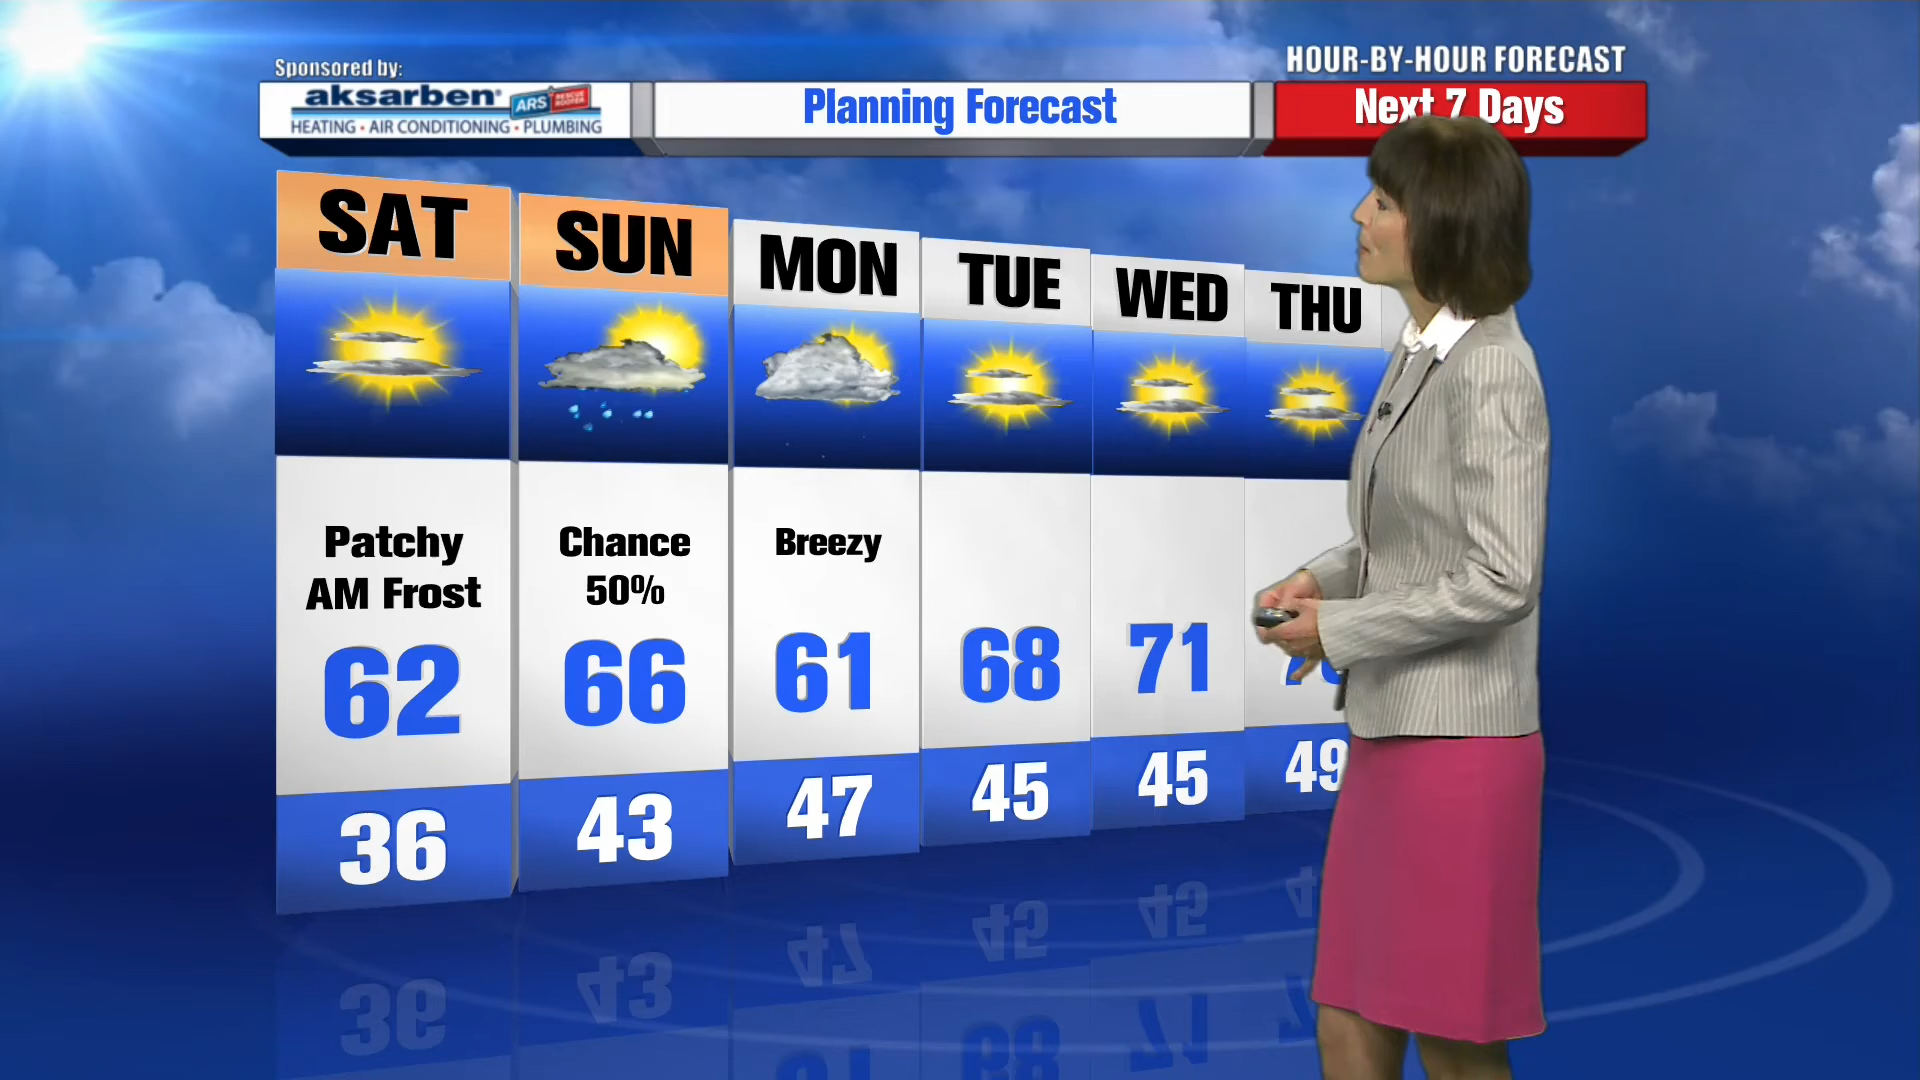 Sponsored by:
aksarben®
ARS RESCUE ROOTER
HEATING • AIR CONDITIONING • PLUMBING
Planning Forecast
HOUR-BY-HOUR FORECAST
Next 7 Days
SAT
SUN
MON
TUE
WED
THU
Patchy
AM Frost
Chance
50%
Breezy
62
66
61
68
71
36
43
47
45
45
49